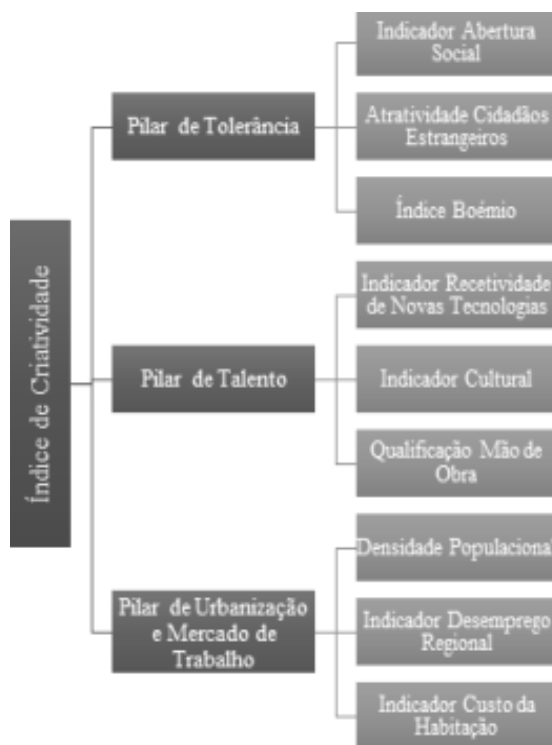 Índice de Criatividade
Pilar de Tolerância
Indicador Abertura
Social
Atratividade Cidadãos
Estrangeiros
Índice Boémio
Pilar de Talento
Indicador Recetividade
de Novas Tecnologias
Indicador Cultural
Qualificação Mão de
Obra
Pilar de Urbanização
e Mercado de
Trabalho
Densidade Populacional
Indicador Desemprego
Regional
Indicador Custo da
Habitação